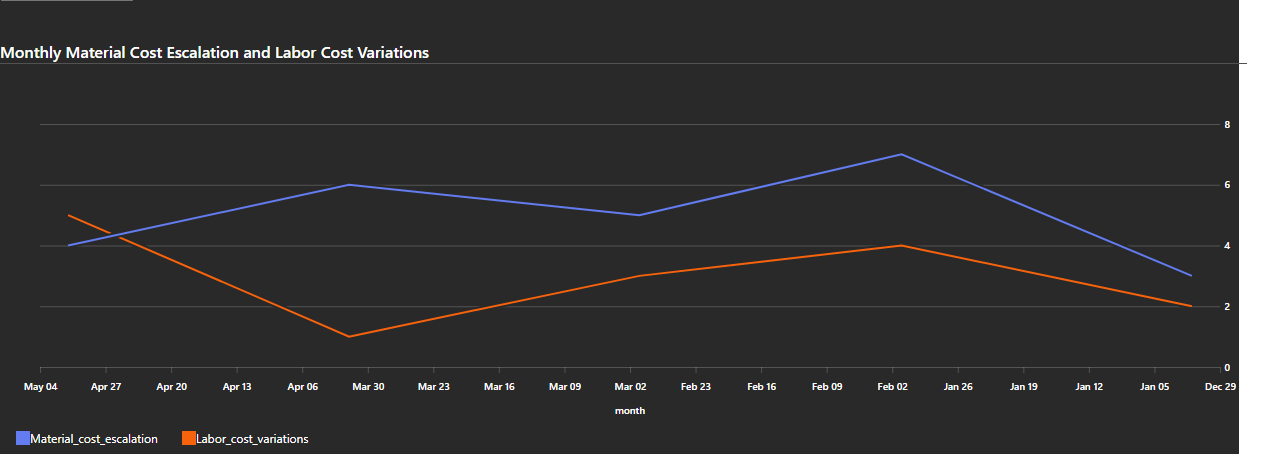 Monthly Material Cost Escalation and Labor Cost Variations
8
6
4
2
0
May 04 Apr 27 Apr 20 Apr 13 Apr 06 Mar 30 Mar 23 Mar 16 Mar 09 Mar 02 Feb 23 Feb 16 Feb 09 Feb 02 Jan 26 Jan 19 Jan 12 Jan 05 Dec 29
month
Material_cost_escalation Labor_cost_variations